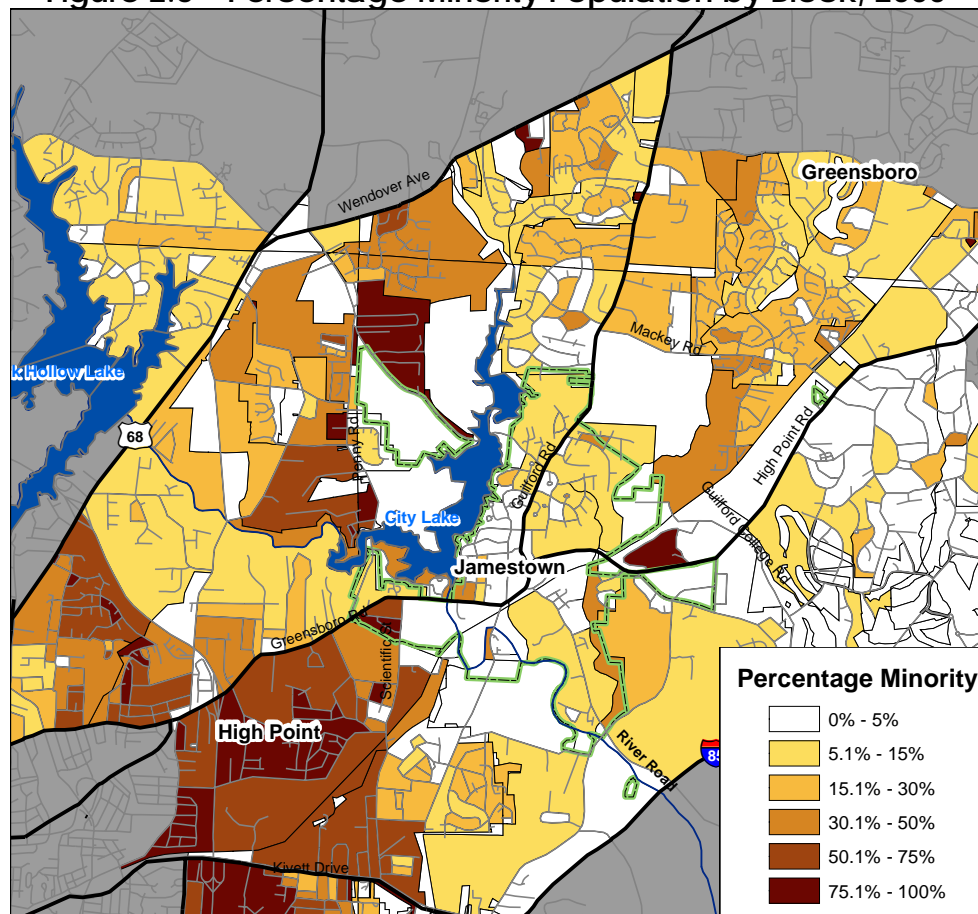 Greensboro
Wendover Ave
Mackey Rd
k Hollow Lake
68
Penny Rd
Guilford Rd
High Point Rd
City Lake
Guilford College Rd
Jamestown
Greensboro Rd
Scientific
High Point
River Road
85
Kivett Drive
Percentage Minority
0% - 5%
5.1% - 15%
15.1% - 30%
30.1% - 50%
50.1% - 75%
75.1% - 100%